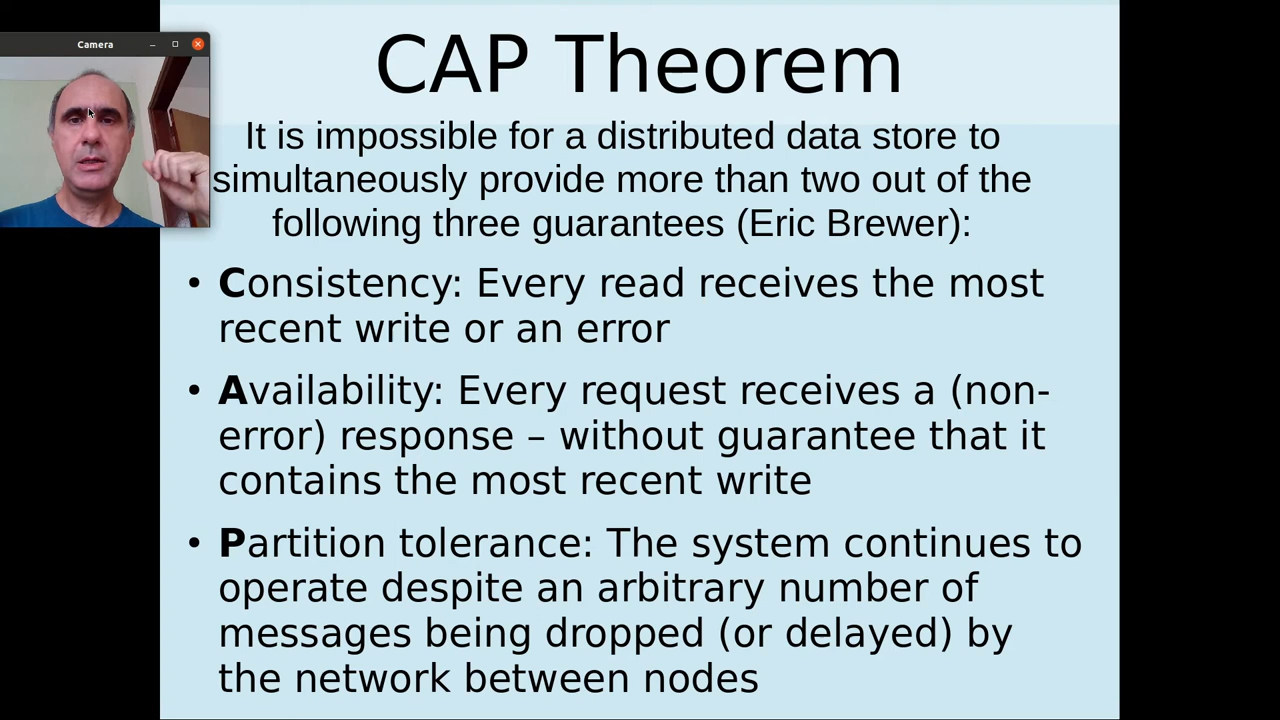 Camera
CAP Theorem
It is impossible for a distributed data store to
simultaneously provide more than two out of the
following three guarantees (Eric Brewer):
• Consistency: Every read receives the most
recent write or an error
• Availability: Every request receives a (non-
error) response – without guarantee that it
contains the most recent write
• Partition tolerance: The system continues to
operate despite an arbitrary number of
messages being dropped (or delayed) by
the network between nodes